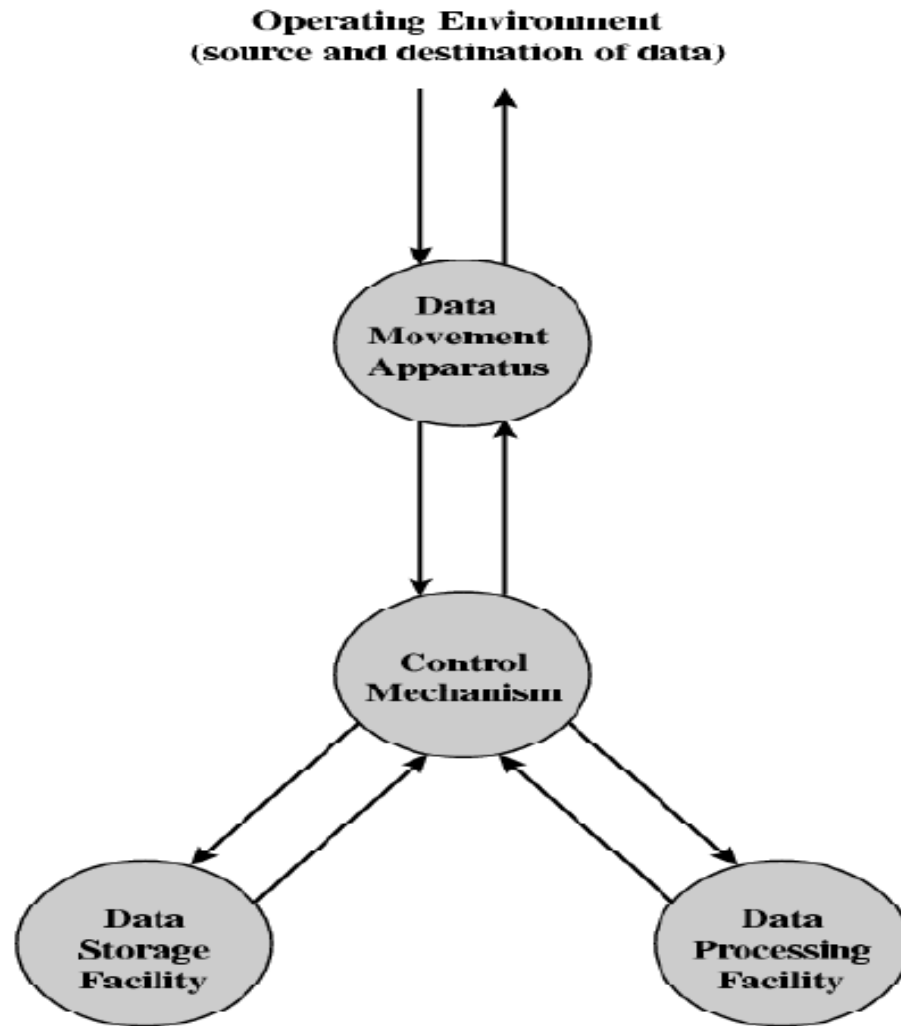 Operating Environment
(source and destination of data)
Data
Movement
Apparatus
Control
Mechanism
Data
Storage
Facility
Data
Processing
Facility